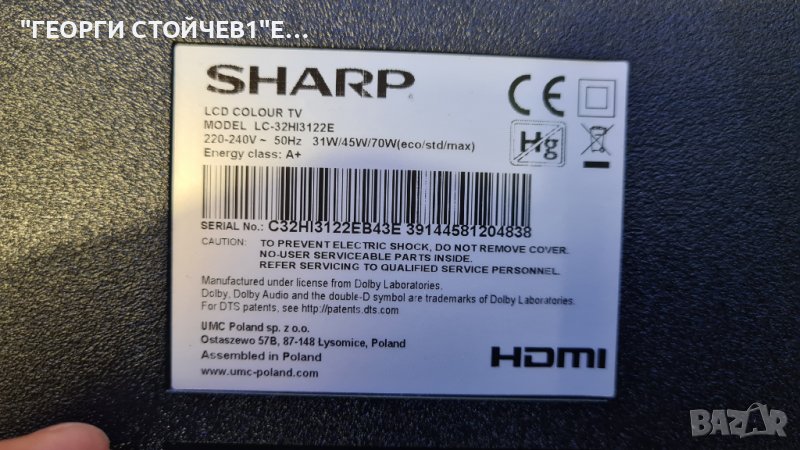 "ГЕОРГИ СТОЙЧЕВ1"Е...
SHARP
LCD COLOUR TV
MODEL LC-32HI3122E
220-240V ~ 50Hz 31W/45W/70W(eco/std/max)
Energy class: A+
CE
Hg
SERIAL No.: C32HI3122EB43E 39144581204838
CAUTION: TO PREVENT ELECTRIC SHOCK, DO NOT REMOVE COVER.
NO-USER SERVICEABLE PARTS INSIDE.
REFER SERVICING TO QUALIFIED SERVICE PERSONNEL.
Manufactured under license from Dolby Laboratories.
Dolby, Dolby Audio and the double-D symbol are trademarks of Dolby Laboratories.
For DTS patents, see http://patents.dts.com
UMC Poland sp. z o.o.
Ostaszewo 57B, 87-148 Łysomice, Poland
Assembled in Poland
www.umc-poland.com
HDMI
BAZAR